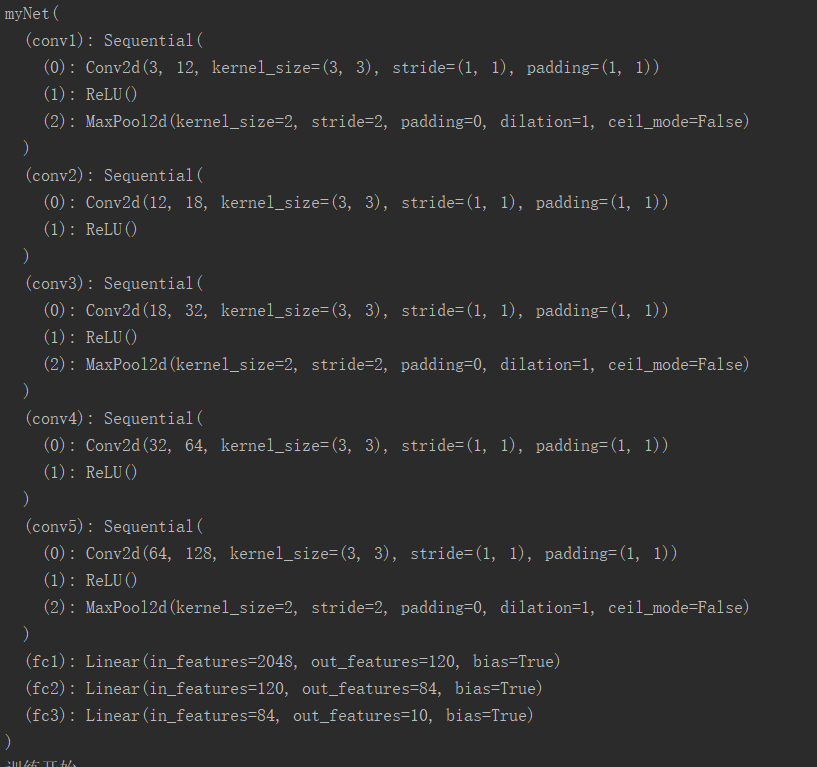 myNet(
  (conv1): Sequential(
    (0): Conv2d(3, 12, kernel_size=(3, 3), stride=(1, 1), padding=(1, 1))
    (1): ReLU()
    (2): MaxPool2d(kernel_size=2, stride=2, padding=0, dilation=1, ceil_mode=False)
  )
  (conv2): Sequential(
    (0): Conv2d(12, 18, kernel_size=(3, 3), stride=(1, 1), padding=(1, 1))
    (1): ReLU()
  )
  (conv3): Sequential(
    (0): Conv2d(18, 32, kernel_size=(3, 3), stride=(1, 1), padding=(1, 1))
    (1): ReLU()
    (2): MaxPool2d(kernel_size=2, stride=2, padding=0, dilation=1, ceil_mode=False)
  )
  (conv4): Sequential(
    (0): Conv2d(32, 64, kernel_size=(3, 3), stride=(1, 1), padding=(1, 1))
    (1): ReLU()
  )
  (conv5): Sequential(
    (0): Conv2d(64, 128, kernel_size=(3, 3), stride=(1, 1), padding=(1, 1))
    (1): ReLU()
    (2): MaxPool2d(kernel_size=2, stride=2, padding=0, dilation=1, ceil_mode=False)
  )
  (fc1): Linear(in_features=2048, out_features=120, bias=True)
  (fc2): Linear(in_features=120, out_features=84, bias=True)
  (fc3): Linear(in_features=84, out_features=10, bias=True)
)